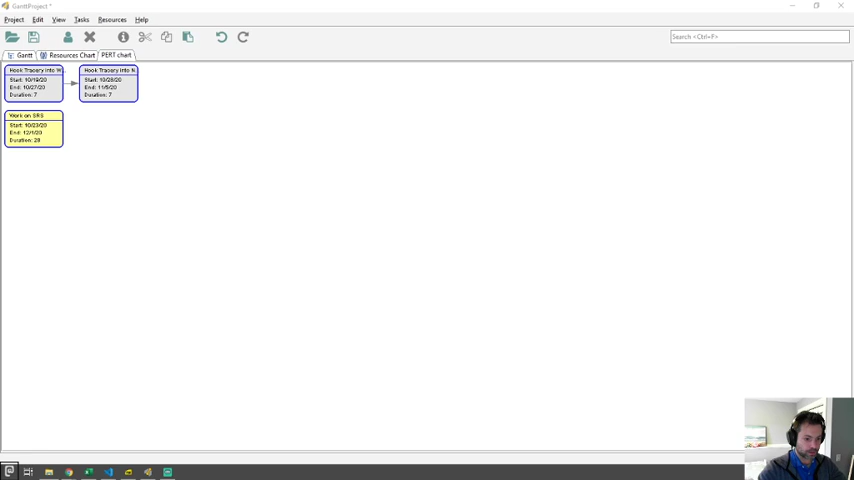 GanttProject *
Project Edit View Tasks Resources Help
Search <Ctrl+F>
Gantt Resources Chart PERT chart
Hook Tracery into W...
Start: 10/19/20
End: 10/27/20
Duration: 7
Hook Tracery into N
Start: 10/28/20
End: 11/5/20
Duration: 7
Work on SRS
Start: 10/23/20
End: 12/1/20
Duration: 28